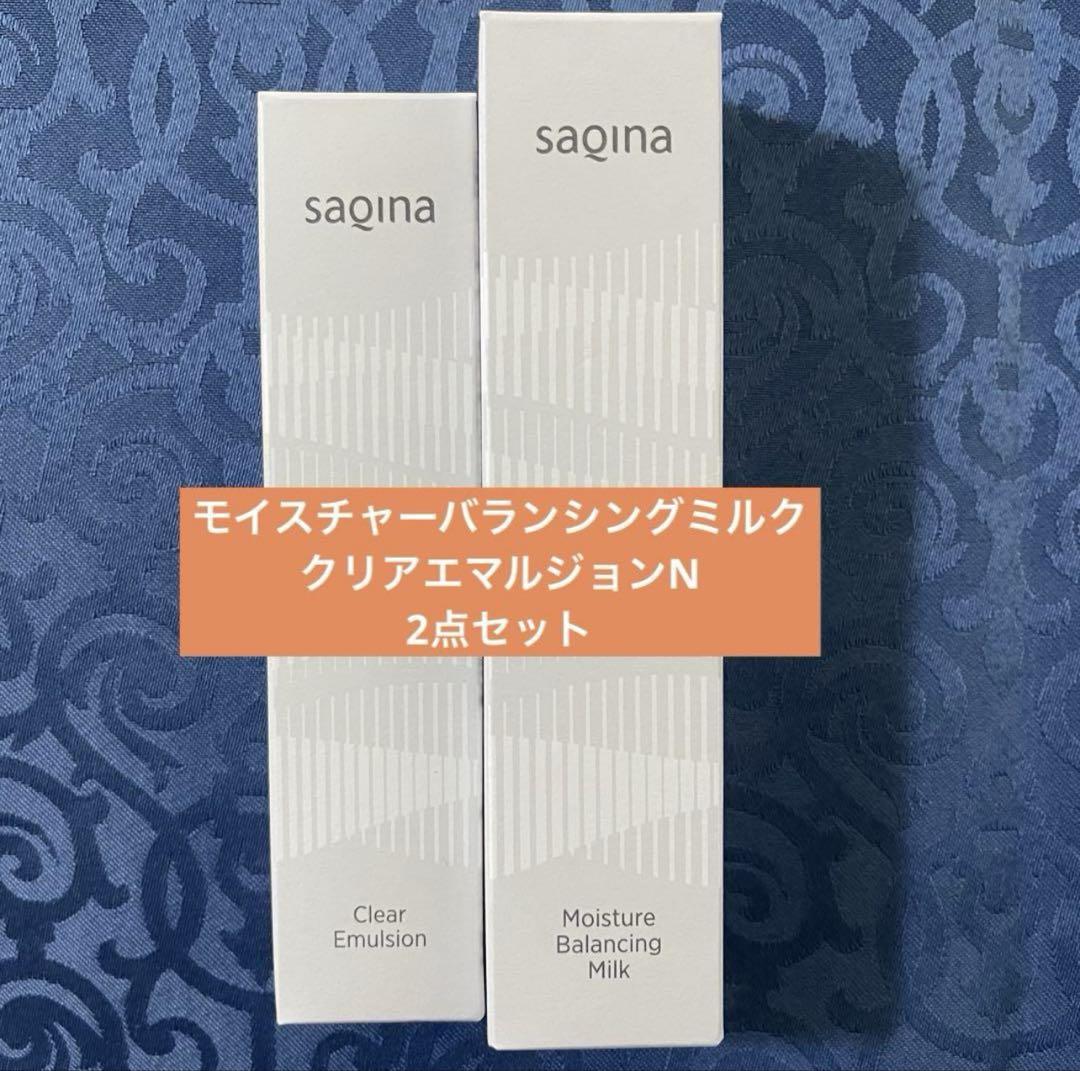 saqina
saqina
モイスチャーバランシングミルク
クリアエマルジョンN
2点セット
Clear
Emulsion
Moisture
Balancing
Milk